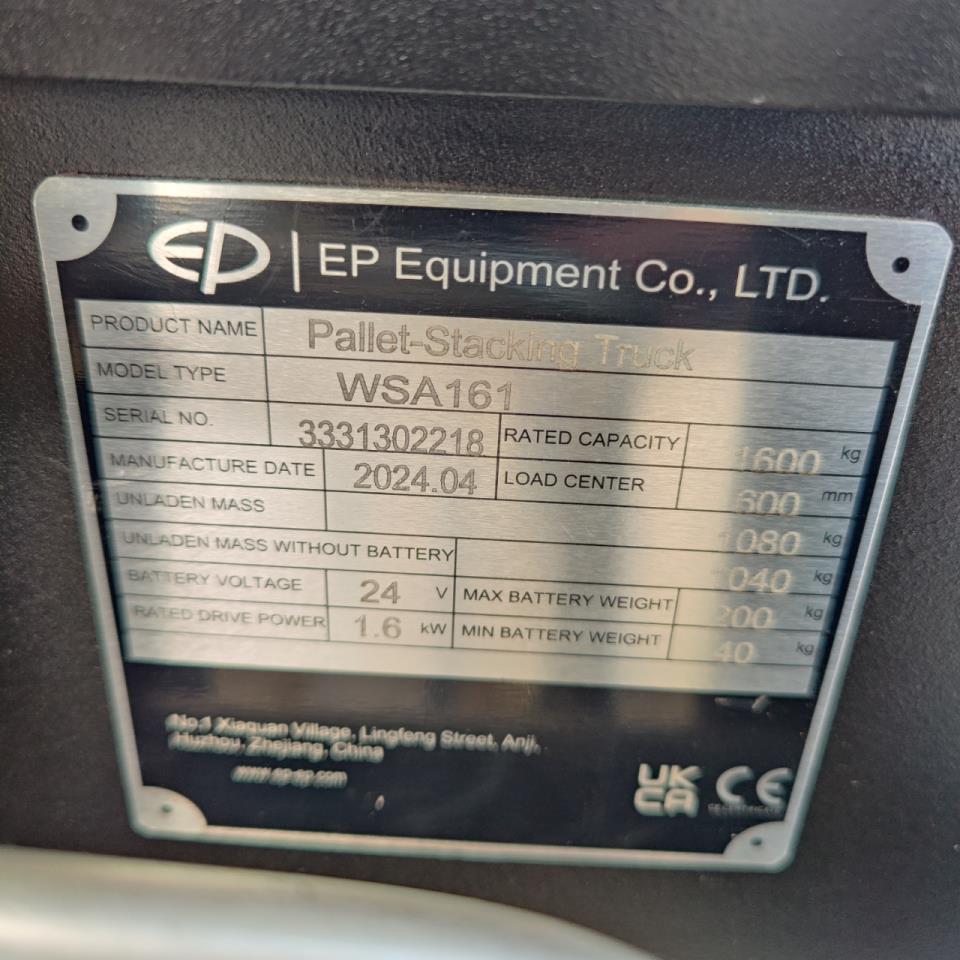 EP | EP Equipment Co., LTD.
PRODUCT NAME Pallet-Stacking Truck
MODEL TYPE WSA161
SERIAL NO. 3331302218 RATED CAPACITY 1600 kg
MANUFACTURE DATE 2024.04 LOAD CENTER 600 mm
UNLADEN MASS 1080 kg
UNLADEN MASS WITHOUT BATTERY 1040 kg
BATTERY VOLTAGE 24 V MAX BATTERY WEIGHT 200 kg
RATED DRIVE POWER 1.6 kW MIN BATTERY WEIGHT 40 kg
No.1 Xiaquan Village, Lingfeng Street, Anji,
Huzhou, Zhejiang, China
www.ep-ep.com
UK CA CE